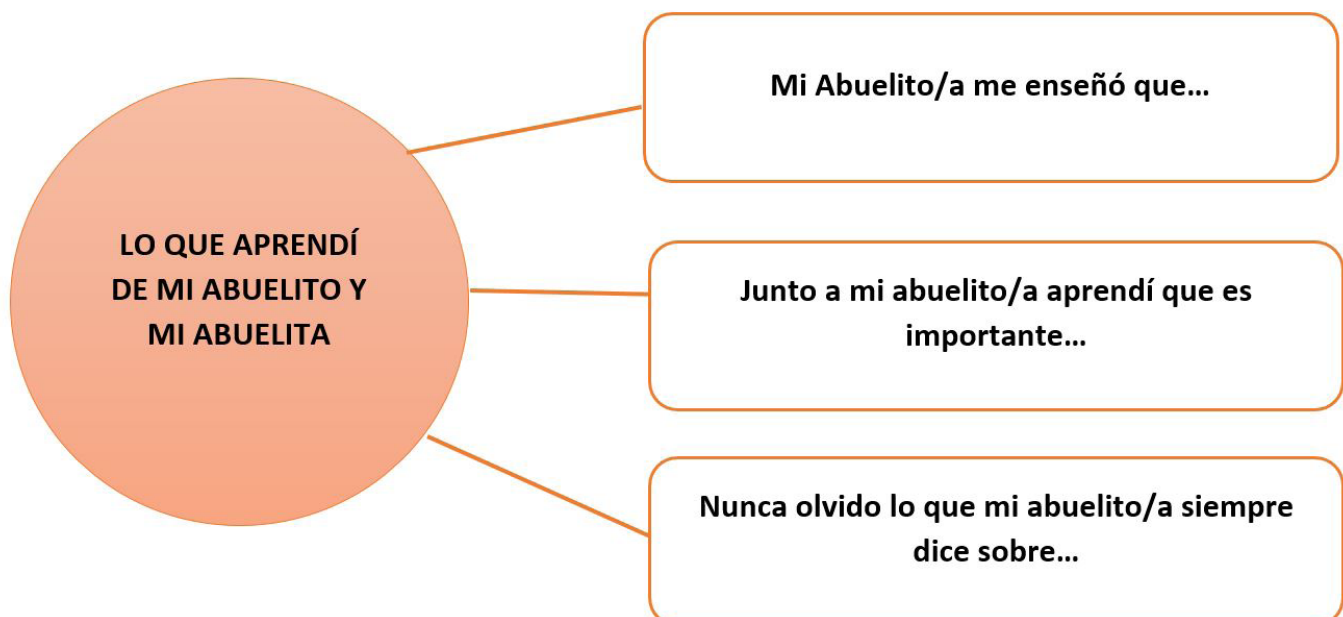 LO QUE APRENDÍ
DE MI ABUELITO Y
MI ABUELITA
Mi Abuelito/a me enseñó que...
Junto a mi abuelito/a aprendí que es
importante...
Nunca olvido lo que mi abuelito/a siempre
dice sobre...